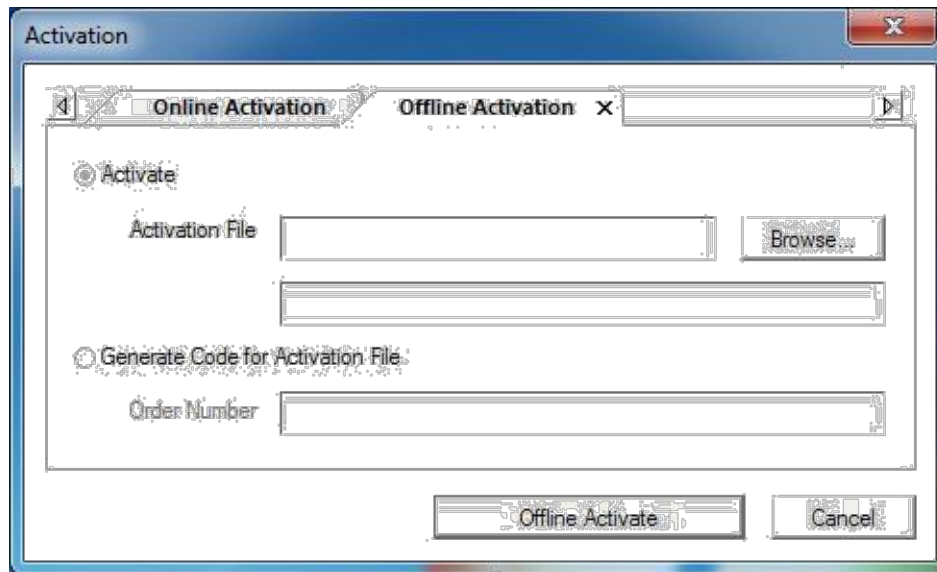 Activation
Online Activation Offline Activation
Activate
Activation File Browse...
Generate Code for Activation File
Order Number
Offline Activate Cancel